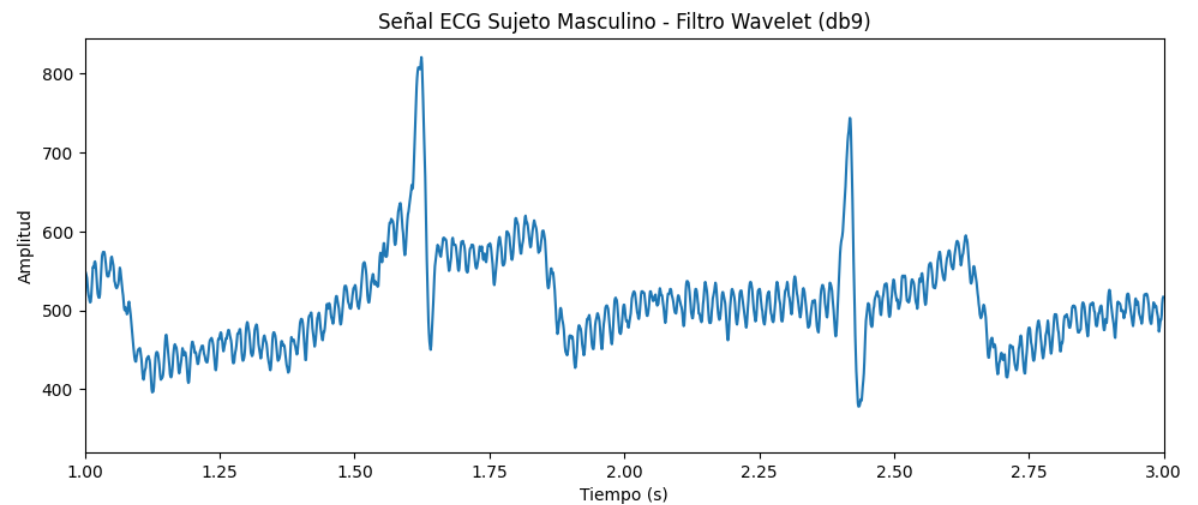 Señal ECG Sujeto Masculino - Filtro Wavelet (db9)
800
700
600
500
400
Amplitud
1.00 1.25 1.50 1.75 2.00 2.25 2.50 2.75 3.00
Tiempo (s)